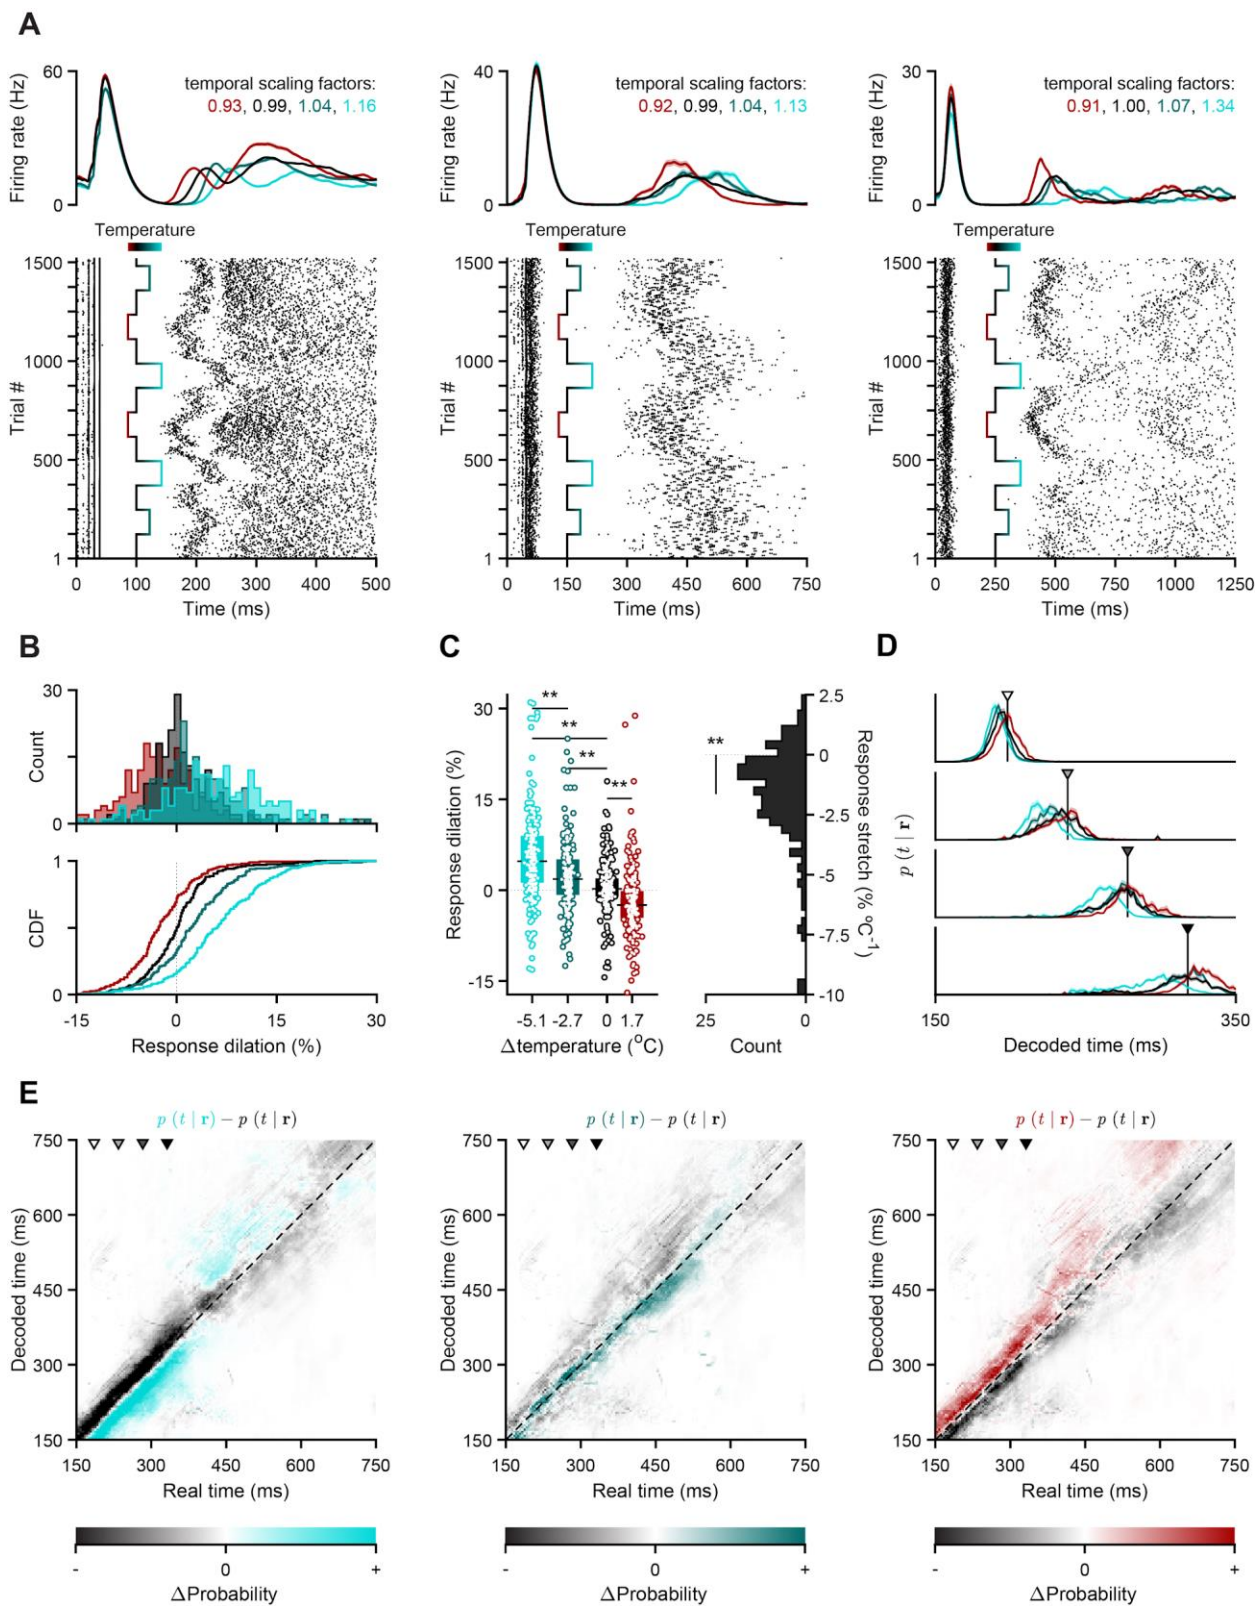 A
Firing rate (Hz)
60
0
temporal scaling factors:
0.93, 0.99, 1.04, 1.16
Temperature
Trial #
1500
1000
500
1
0 100 200 300 400 500
Time (ms)
Firing rate (Hz)
40
0
temporal scaling factors:
0.92, 0.99, 1.04, 1.13
Temperature
Trial #
1500
1000
500
1
0 150 300 450 600 750
Time (ms)
Firing rate (Hz)
30
0
temporal scaling factors:
0.91, 1.00, 1.07, 1.34
Temperature
Trial #
1500
1000
500
1
0 250 500 750 1000 1250
Time (ms)
B
Count
30
0
CDF
1
0
-15 0 15 30
Response dilation (%)
C
Response dilation (%)
30
15
0
-15
**
**
**
**
-5.1 -2.7 0 1.7
Δtemperature (°C)
**
2.5
0
-2.5
-5
-7.5
-10
Response stretch (% °C⁻¹)
25 0
Count
D
p (t | r)
150 350
Decoded time (ms)
E
p (t | r) − p (t | r)
Decoded time (ms)
750
600
450
300
150
150 300 450 600 750
Real time (ms)
- 0 +
ΔProbability
p (t | r) − p (t | r)
Decoded time (ms)
750
600
450
300
150
150 300 450 600 750
Real time (ms)
- 0 +
ΔProbability
p (t | r) − p (t | r)
Decoded time (ms)
750
600
450
300
150
150 300 450 600 750
Real time (ms)
- 0 +
ΔProbability